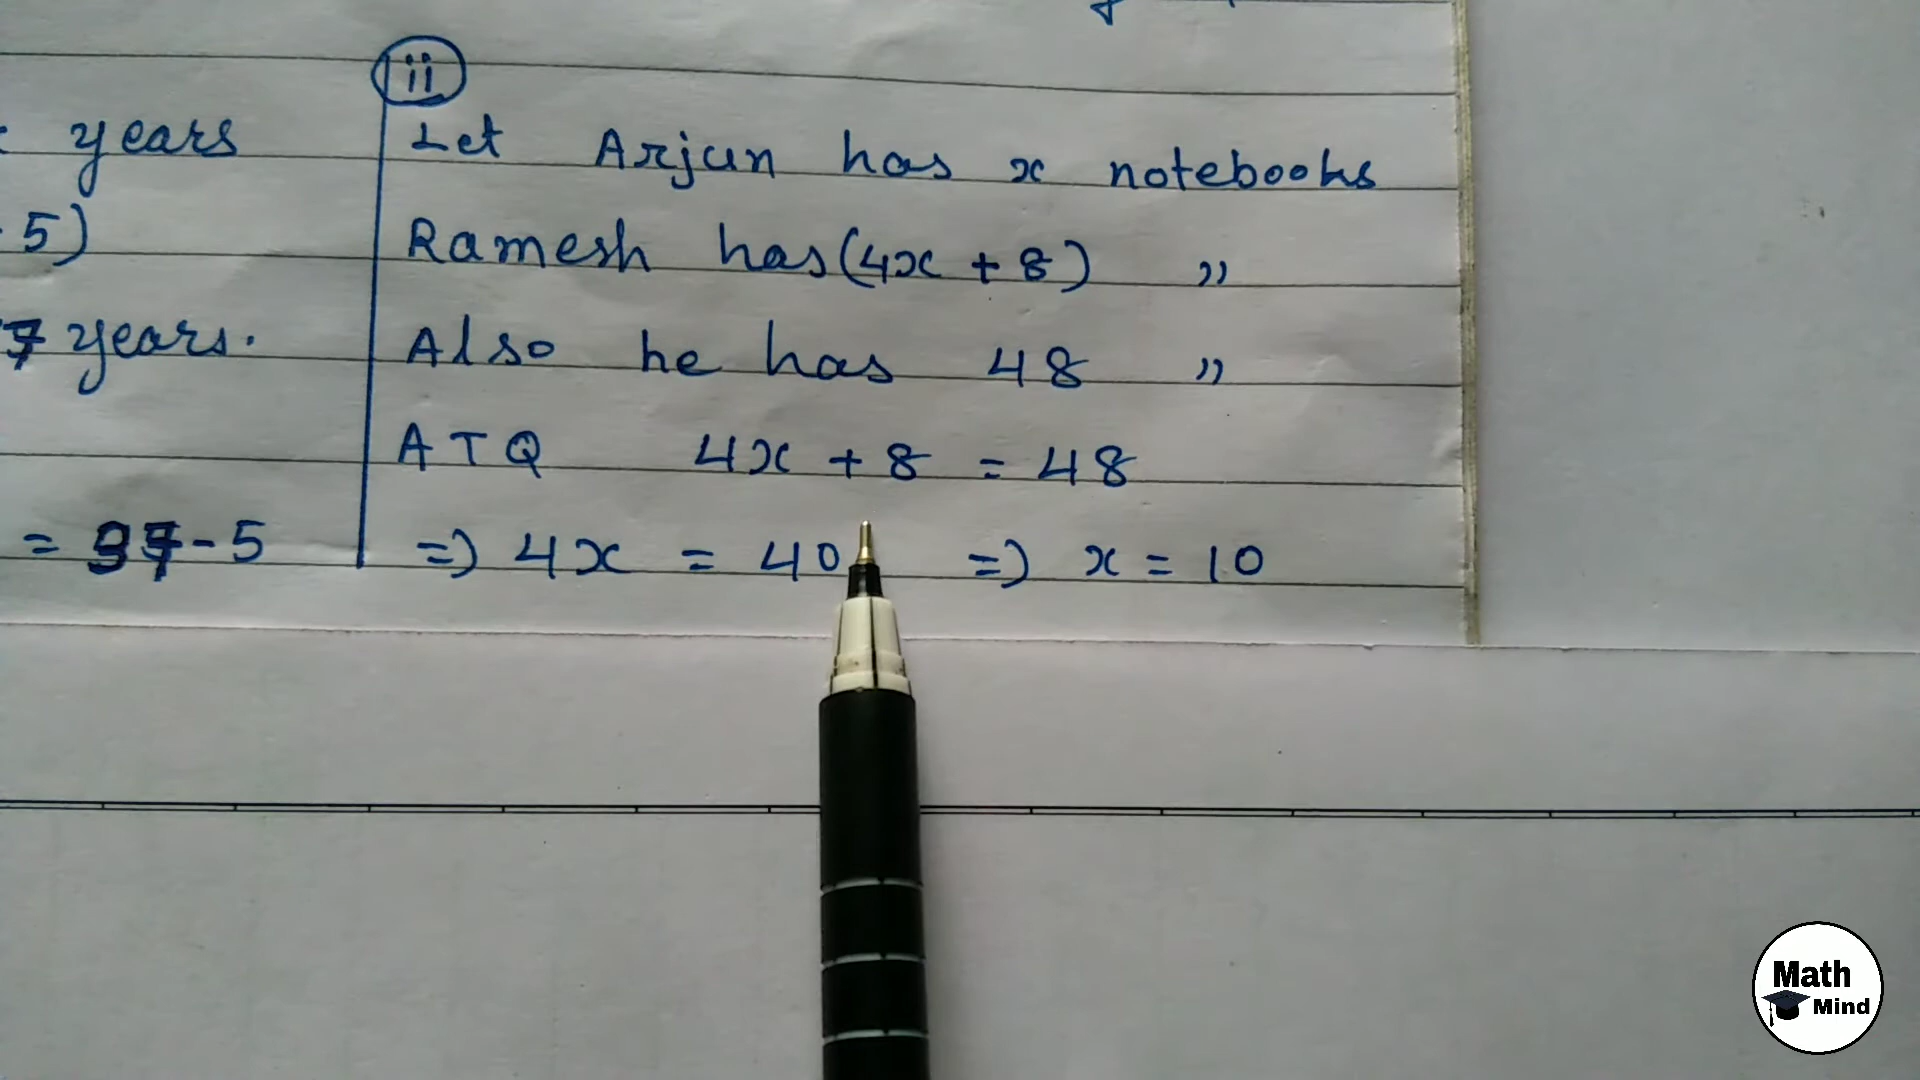 years
5)
7 years.
= 37-5
ii
Let Arjun has x notebooks
Ramesh has (4x + 8) "
Also he has 48 "
ATQ 4x + 8 = 48
=) 4x = 40 =) x = 10
Math
Mind